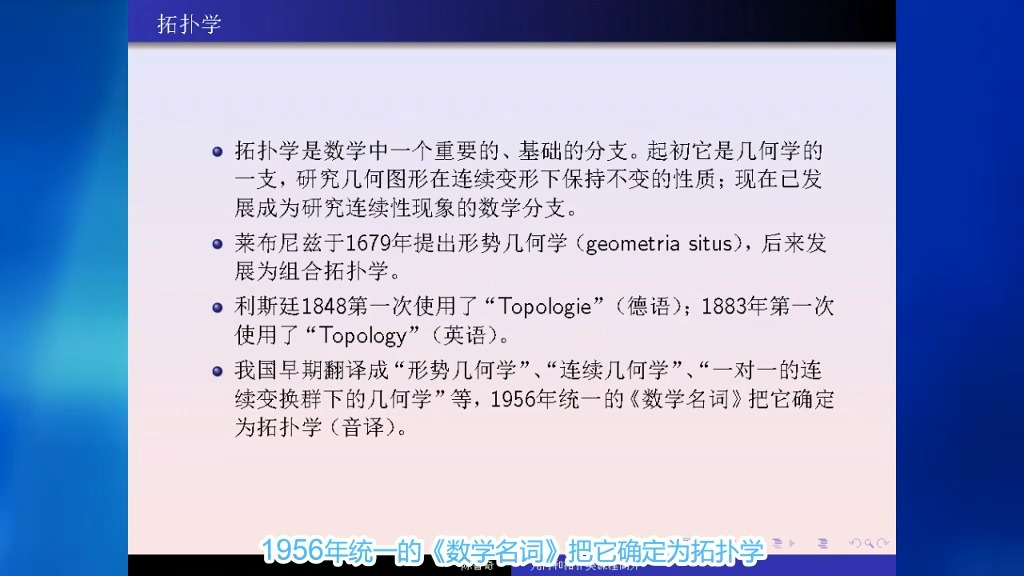 拓扑学
拓扑学是数学中一个重要的、基础的分支。起初它是几何学的
一支，研究几何图形在连续变形下保持不变的性质；现在已发
展成为研究连续性现象的数学分支。
莱布尼兹于1679年提出形势几何学（geometria situs），后来发
展为组合拓扑学。
利斯廷1848第一次使用了“Topologie”（德语）；1883年第一次
使用了“Topology”（英语）。
我国早期翻译成“形势几何学”、“连续几何学”、“一对一的连
续变换群下的几何学”等，1956年统一的《数学名词》把它确定
为拓扑学（音译）。
1956年统一的《数学名词》把它确定为拓扑学